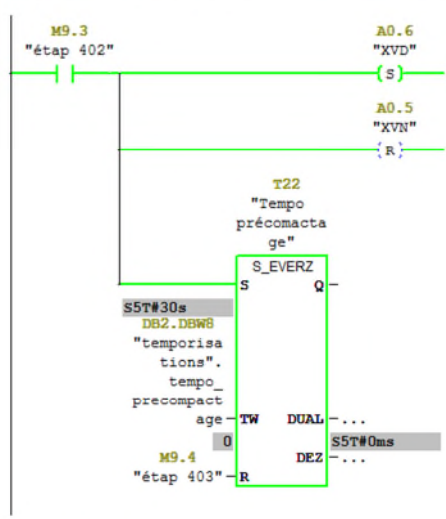 M9.3
"étap 402"
A0.6
"XVD"
S
A0.5
"XVN"
R
T22
"Tempo
précomacta
ge"
S_EVERZ
S
Q
S5T#30s
DB2.DBW8
"temporisa
tions".
tempo_
precompact
age
TW
DUAL
...
0
S5T#0ms
DEZ
...
M9.4
"étap 403"
R